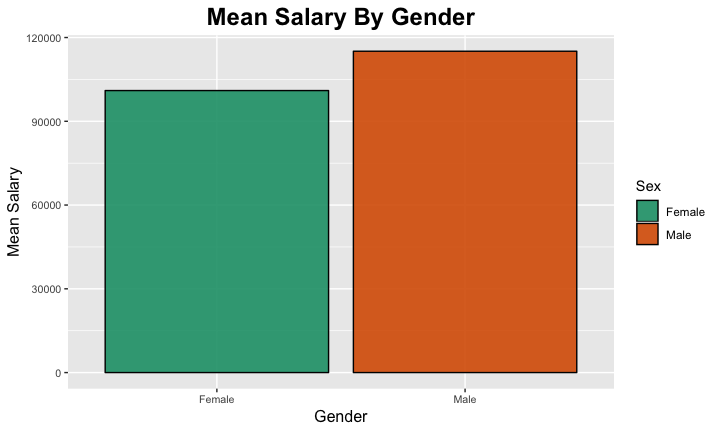 Mean Salary By Gender
120000
90000
60000
30000
0
Mean Salary
Female
Male
Gender
Sex
Female
Male